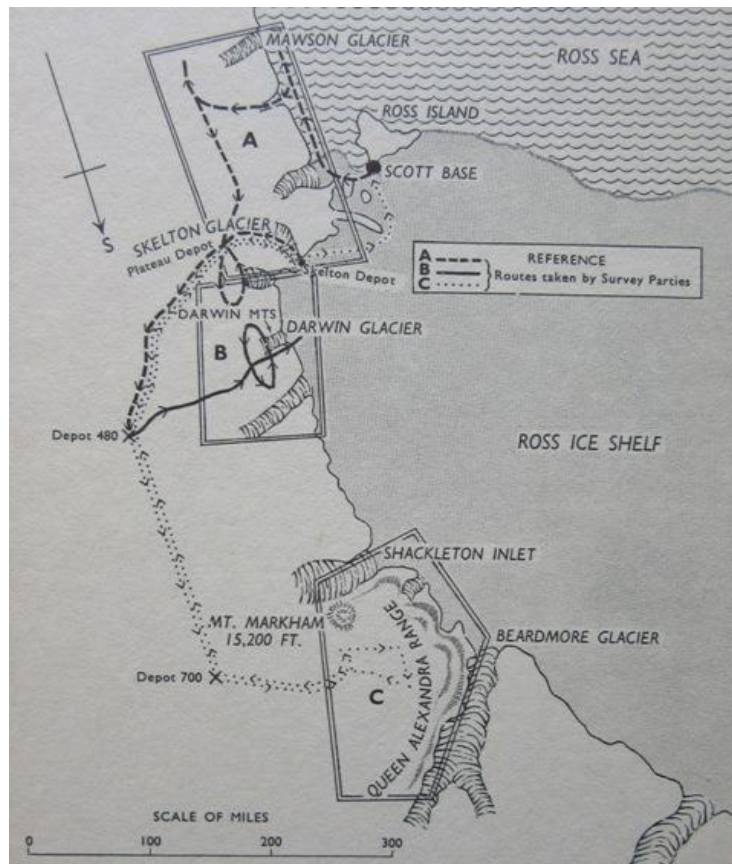 MAWSON GLACIER
ROSS SEA
ROSS ISLAND
A
SCOTT BASE
S
SKELTON GLACIER
Plateau Depot
Skelton Depot
REFERENCE
A
B
C
Routes taken by Survey Parties
DARWIN MTS
DARWIN GLACIER
B
Depot 480
ROSS ICE SHELF
SHACKLETON INLET
MT. MARKHAM
15,200 FT.
BEARDMORE GLACIER
Depot 700
C
QUEEN ALEXANDRA RANGE
SCALE OF MILES
0 100 200 300